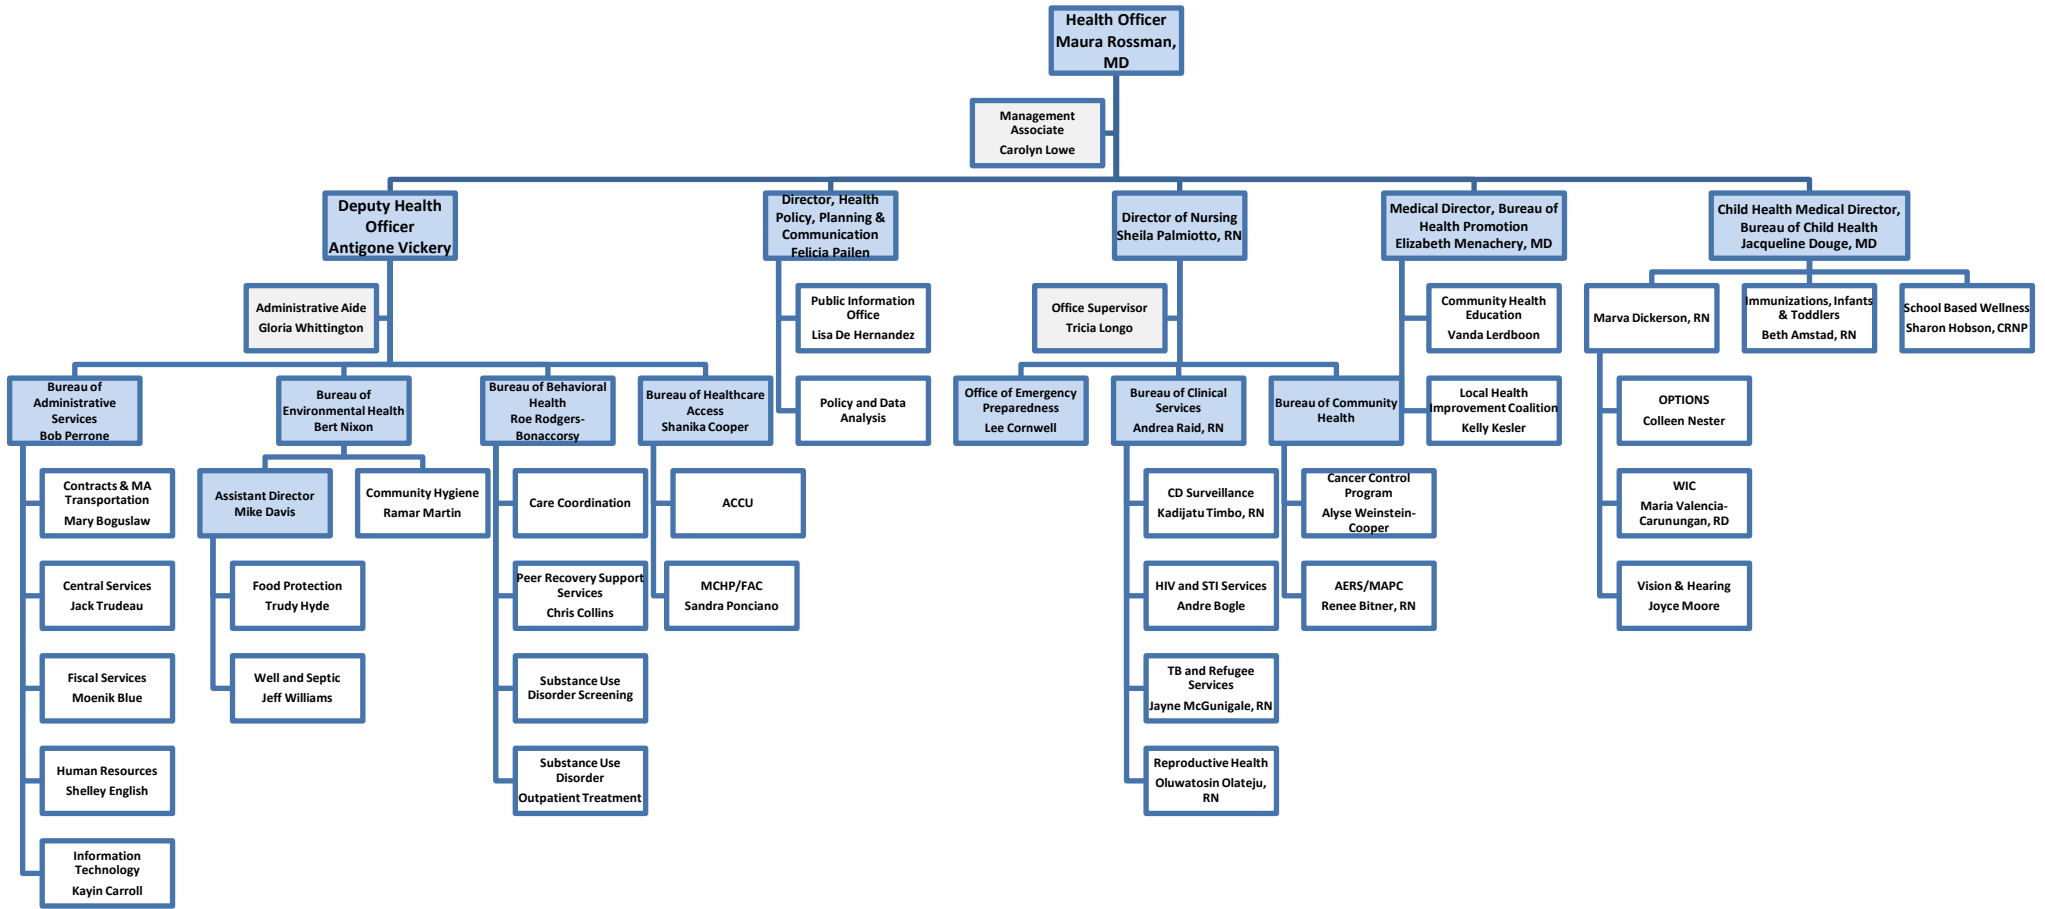 Health Officer
Maura Rossman,
MD
Management
Associate
Carolyn Lowe
Deputy Health
Officer
Antigone Vickery
Director, Health
Policy, Planning &
Communication
Felicia Pailen
Director of Nursing
Sheila Palmiotto, RN
Medical Director, Bureau of
Health Promotion
Elizabeth Menachery, MD
Child Health Medical Director,
Bureau of Child Health
Jacqueline Douge, MD
Administrative Aide
Gloria Whittington
Public Information
Office
Lisa De Hernandez
Office Supervisor
Tricia Longo
Community Health
Education
Vanda Lerdboon
Marva Dickerson, RN
Immunizations, Infants
& Toddlers
Beth Amstad, RN
School Based Wellness
Sharon Hobson, CRNP
Bureau of
Administrative
Services
Bob Perrone
Bureau of
Environmental Health
Bert Nixon
Bureau of Behavioral
Health
Roe Rodgers-
Bonaccorsy
Bureau of Healthcare
Access
Shanika Cooper
Policy and Data
Analysis
Office of Emergency
Preparedness
Lee Cornwell
Bureau of Clinical
Services
Andrea Raid, RN
Bureau of Community
Health
Local Health
Improvement Coalition
Kelly Kesler
OPTIONS
Colleen Nester
Contracts & MA
Transportation
Mary Boguslaw
Assistant Director
Mike Davis
Community Hygiene
Ramar Martin
Care Coordination
ACCU
CD Surveillance
Kadijatu Timbo, RN
Cancer Control
Program
Alyse Weinstein-
Cooper
WIC
Maria Valencia-
Carunungan, RD
Central Services
Jack Trudeau
Food Protection
Trudy Hyde
Peer Recovery Support
Services
Chris Collins
MCHP/FAC
Sandra Ponciano
HIV and STI Services
Andre Bogle
AERS/MAPC
Renee Bitner, RN
Vision & Hearing
Joyce Moore
Fiscal Services
Moenik Blue
Well and Septic
Jeff Williams
Substance Use
Disorder Screening
TB and Refugee
Services
Jayne McGunigale, RN
Human Resources
Shelley English
Substance Use
Disorder
Outpatient Treatment
Reproductive Health
Oluwatosin Olateju,
RN
Information
Technology
Kayin Carroll